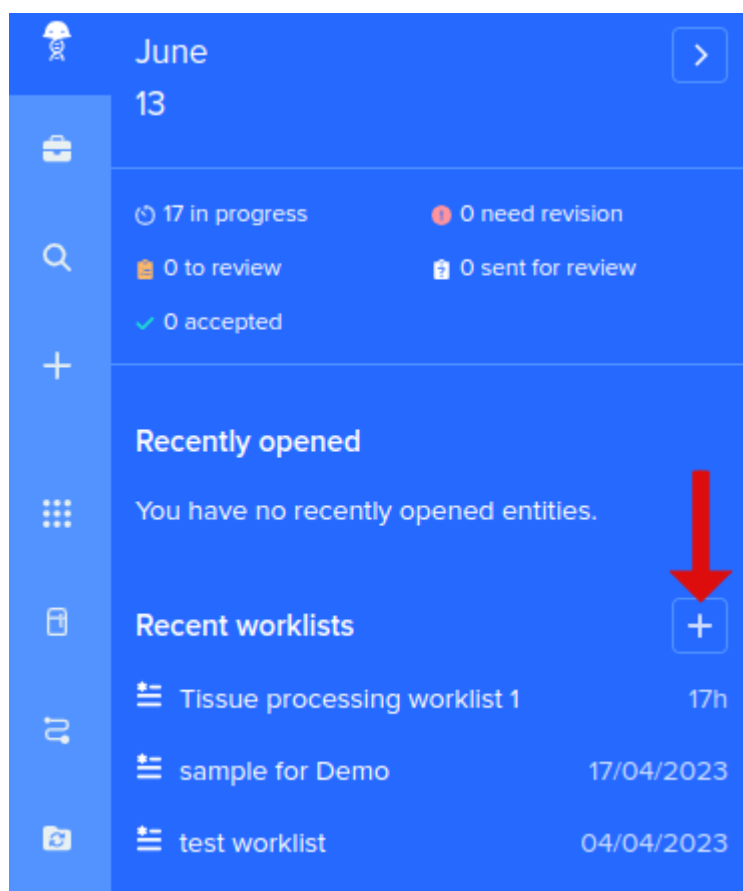 June
13
17 in progress
0 need revision
0 to review
0 sent for review
0 accepted
Recently opened
You have no recently opened entities.
Recent worklists
Tissue processing worklist 1 17h
sample for Demo 17/04/2023
test worklist 04/04/2023